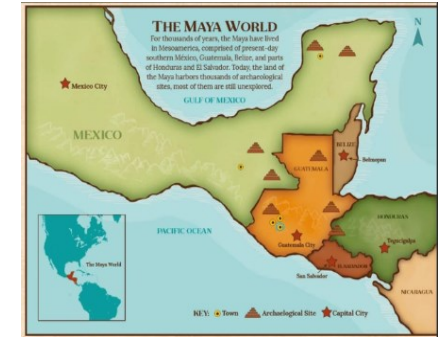 THE MAYA WORLD
For thousands of years, the Maya have lived
in Mesoamerica, comprised of present-day
southern México, Guatemala, Belize, and parts
of Honduras and El Salvador. Today, the land of
the Maya harbors thousands of archaeological
sites, most of them are still unexplored.
N
GULF OF MEXICO
Mexico City
MEXICO
BELIZE
Belmopan
GUATEMALA
PACIFIC OCEAN
HONDURAS
Guatemala City
Tegucigalpa
The Maya World
EL SALVADOR
San Salvador
NICARAGUA
KEY: Town Archaeological Site Capital City